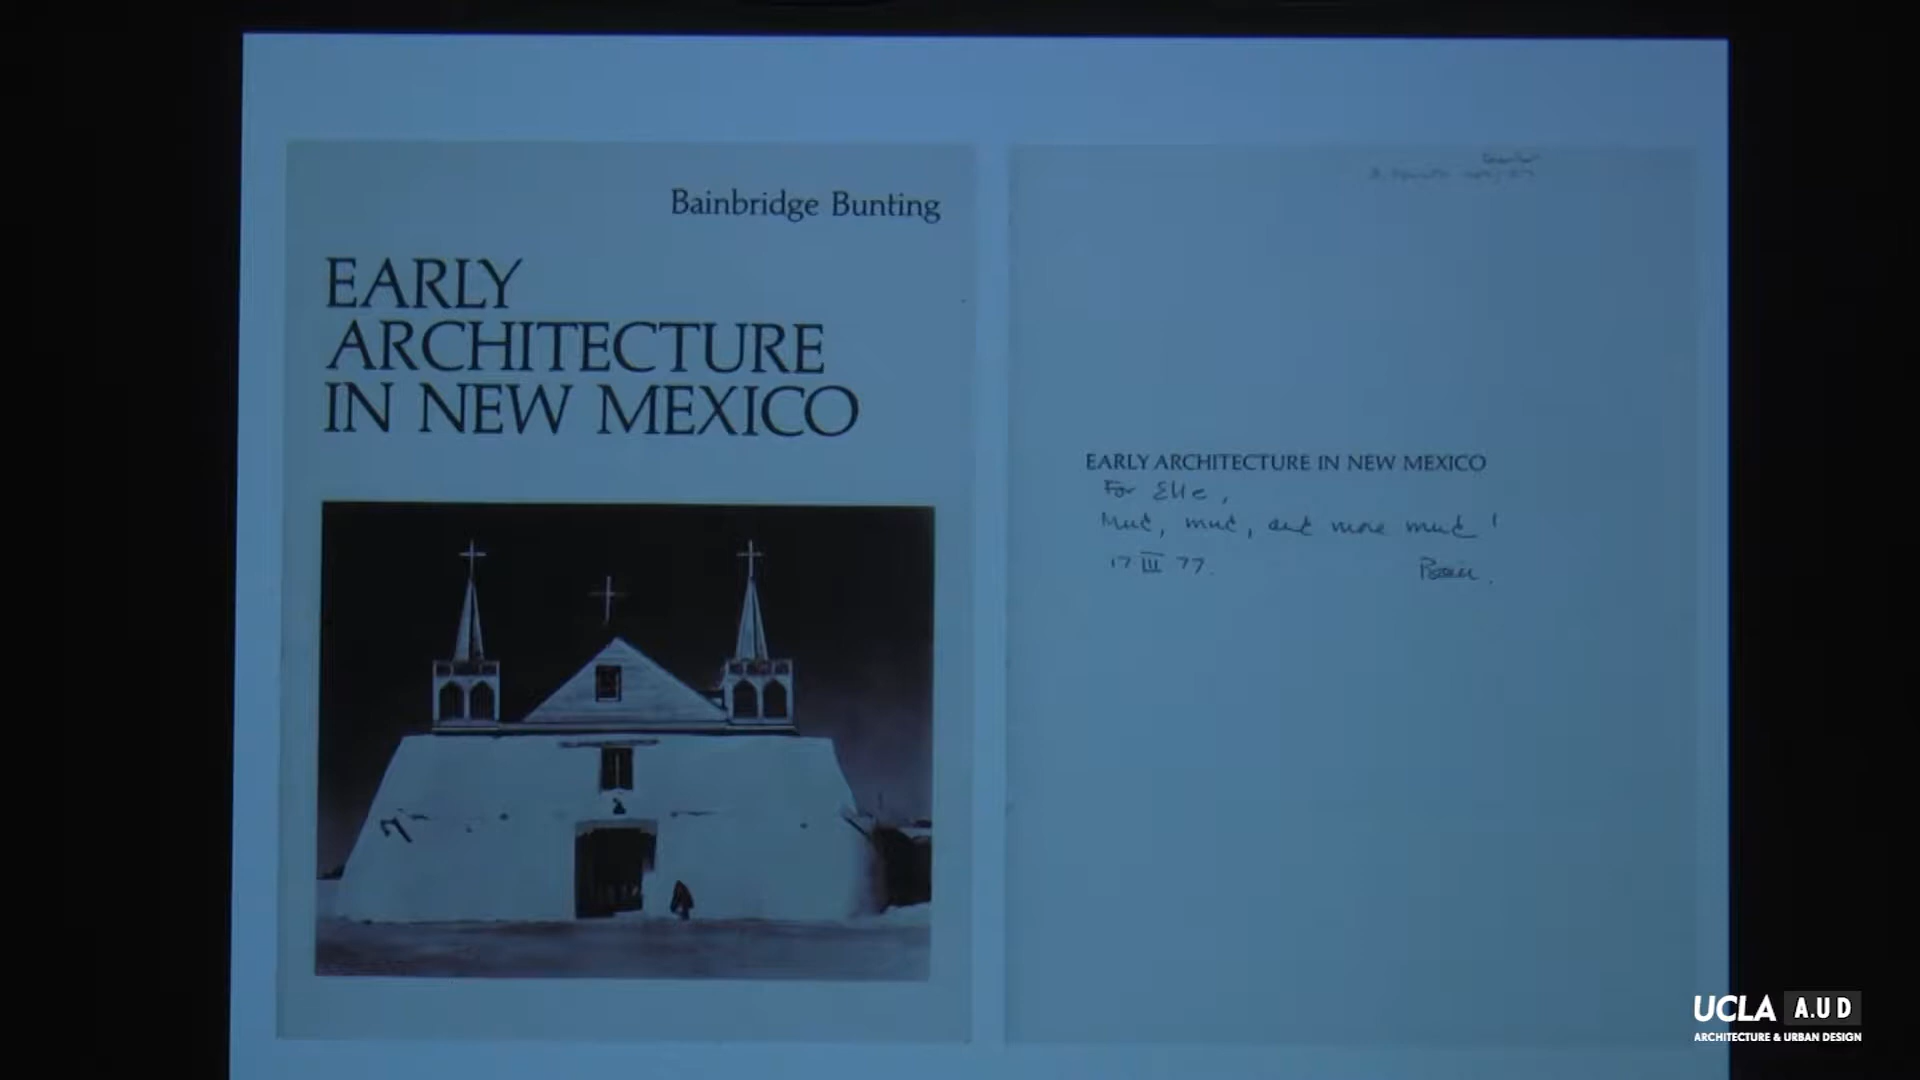 Bainbridge Bunting
EARLY
ARCHITECTURE
IN NEW MEXICO
EARLY ARCHITECTURE IN NEW MEXICO
For Elle,
Mud, mud, and more mud!
17 III 77.
Bain.
UCLA A.U D
ARCHITECTURE & URBAN DESIGN